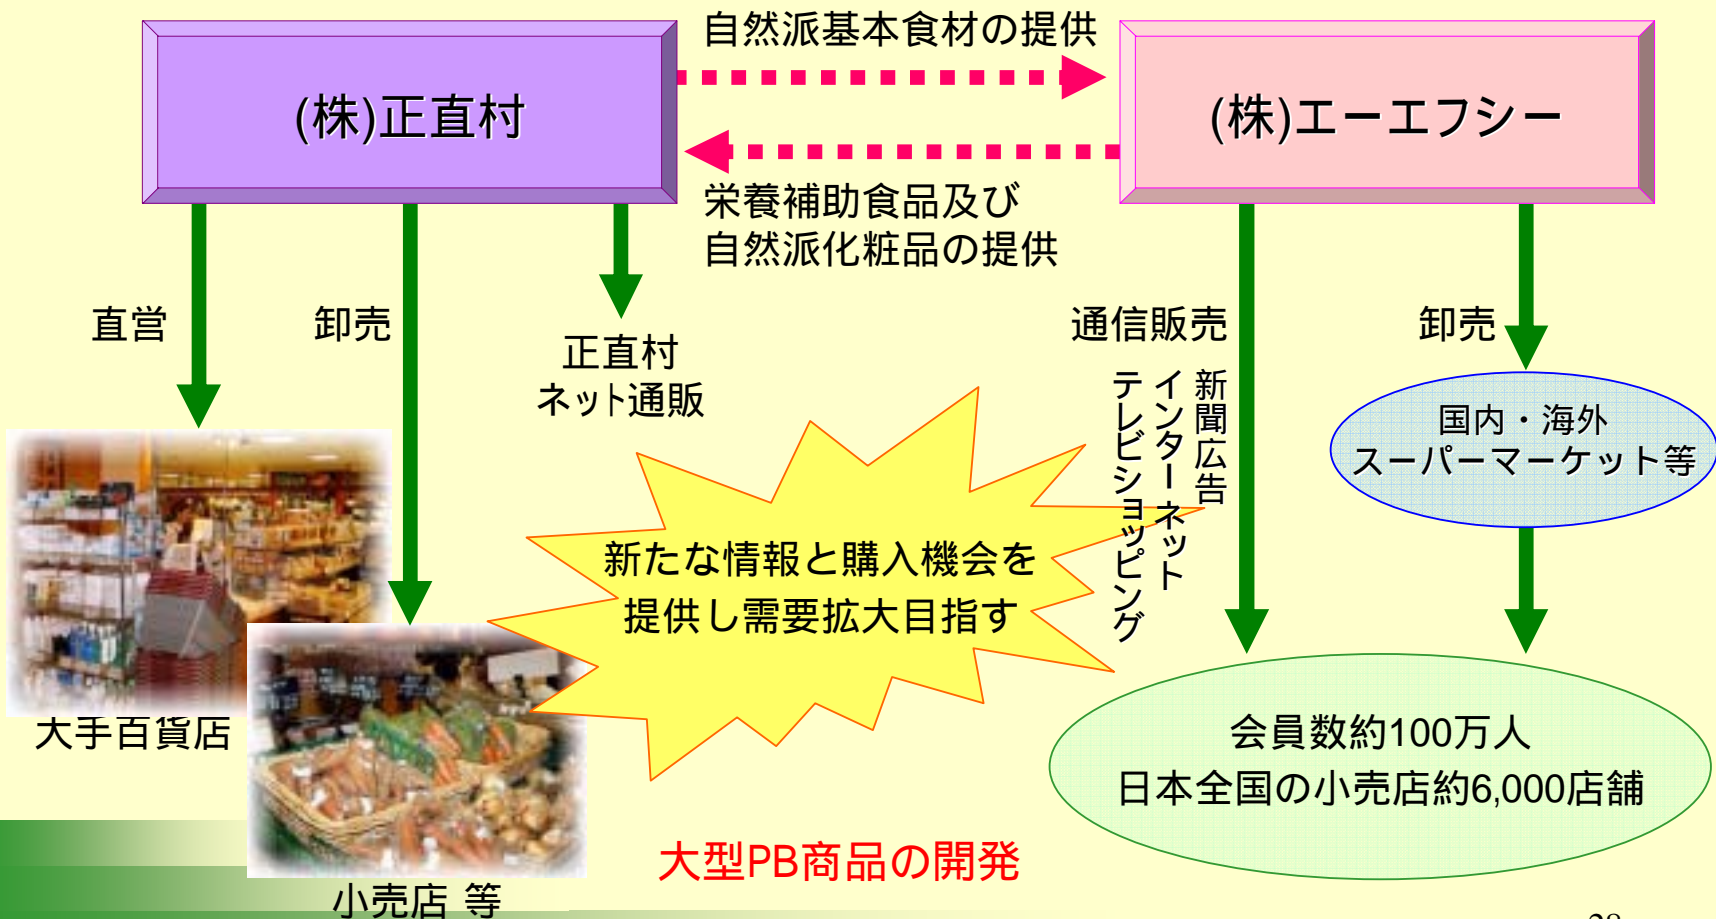 自然派基本食材の提供
(株)正直村
(株)エーエフシー
栄養補助食品及び
自然派化粧品の提供
直営
卸売
正直村
ネット通販
通信販売
新聞広告
インターネット
テレビショッピング
卸売
国内・海外
スーパーマーケット等
新たな情報と購入機会を
提供し需要拡大目指す
大手百貨店
小売店 等
会員数約100万人
日本全国の小売店約6,000店舗
大型PB商品の開発